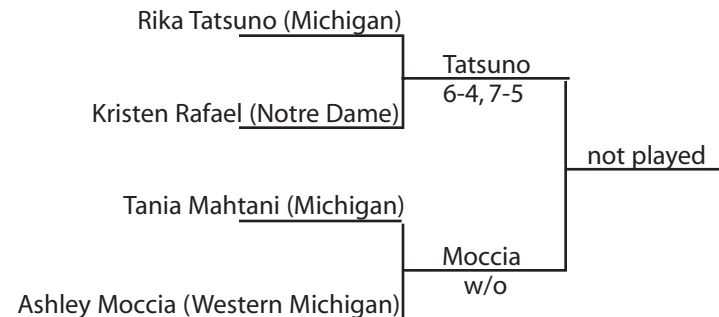 Rika Tatsuno (Michigan)
Tatsuno
6-4, 7-5
Kristen Rafael (Notre Dame)
not played
Tania Mahtani (Michigan)
Moccia
w/o
Ashley Moccia (Western Michigan)